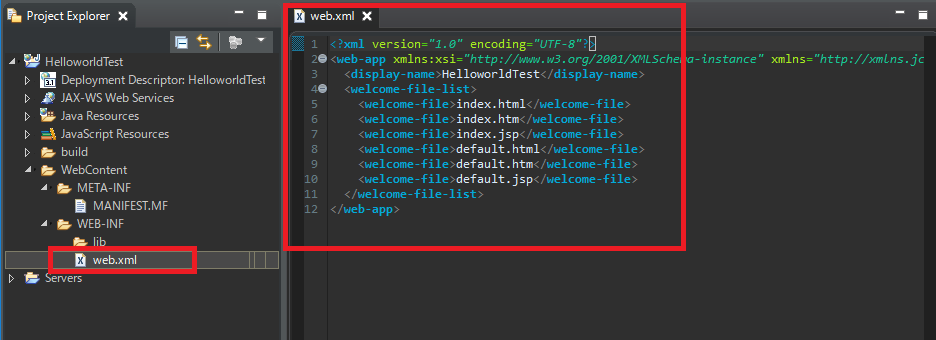 Project Explorer
HelloworldTest
Deployment Descriptor: HelloworldTest
3.1
JAX-WS Web Services
Java Resources
JavaScript Resources
build
WebContent
META-INF
MANIFEST.MF
WEB-INF
lib
web.xml
Servers
web.xml
1 <?xml version="1.0" encoding="UTF-8"?>
2 <web-app xmlns:xsi="http://www.w3.org/2001/XMLSchema-instance" xmlns="http://xmlns.jc
3 <display-name>HelloworldTest</display-name>
4 <welcome-file-list>
5 <welcome-file>index.html</welcome-file>
6 <welcome-file>index.htm</welcome-file>
7 <welcome-file>index.jsp</welcome-file>
8 <welcome-file>default.html</welcome-file>
9 <welcome-file>default.htm</welcome-file>
10 <welcome-file>default.jsp</welcome-file>
11 </welcome-file-list>
12 </web-app>